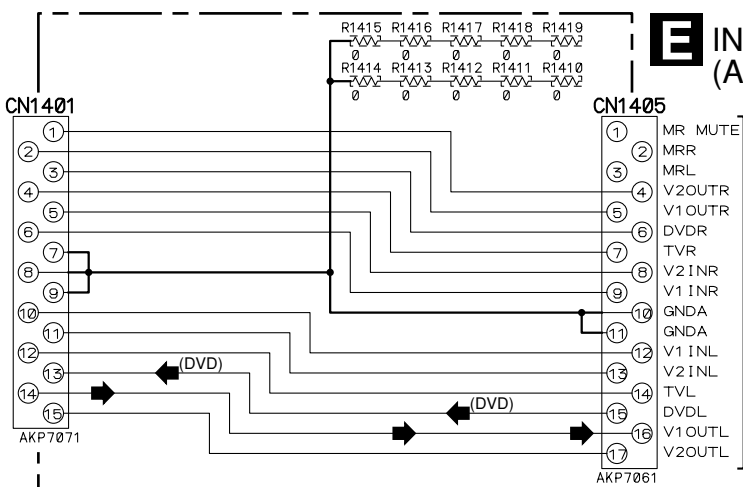 R1415 R1416 R1417 R1418 R1419
0 0 0 0 0
R1414 R1413 R1412 R1411 R1410
0 0 0 0 0
E IN
(A
CN1401
1
2
3
4
5
6
7
8
9
10
11
12
13
14
15
AKP7071
(DVD)
(DVD)
CN1405
1 MR MUTE
2 MRR
3 MRL
4 V2OUTR
5 V1OUTR
6 DVDR
7 TVR
8 V2INR
9 V1INR
10 GNDA
11 GNDA
12 V1INL
13 V2INL
14 TVL
15 DVDL
16 V1OUTL
17 V2OUTL
AKP7061